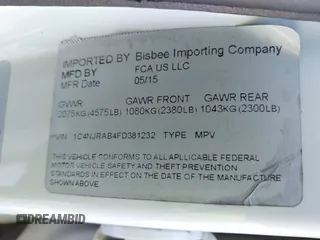 IMPORTED BY Bisbee Importing Company
MFD BY FCA US LLC
MFR Date 05/15
GVWR GAWR FRONT GAWR REAR
2075KG (4575LB) 1080KG (2380LB) 1043KG (2300LB)
VIN 1C4NJRAB4FD381232 TYPE MPV
THIS VEHICLE CONFORMS TO ALL APPLICABLE FEDERAL
MOTOR VEHICLE SAFETY AND THEFT PREVENTION
STANDARDS IN EFFECT ON THE DATE OF MANUFACTURE
SHOWN ABOVE.
DREAMBID